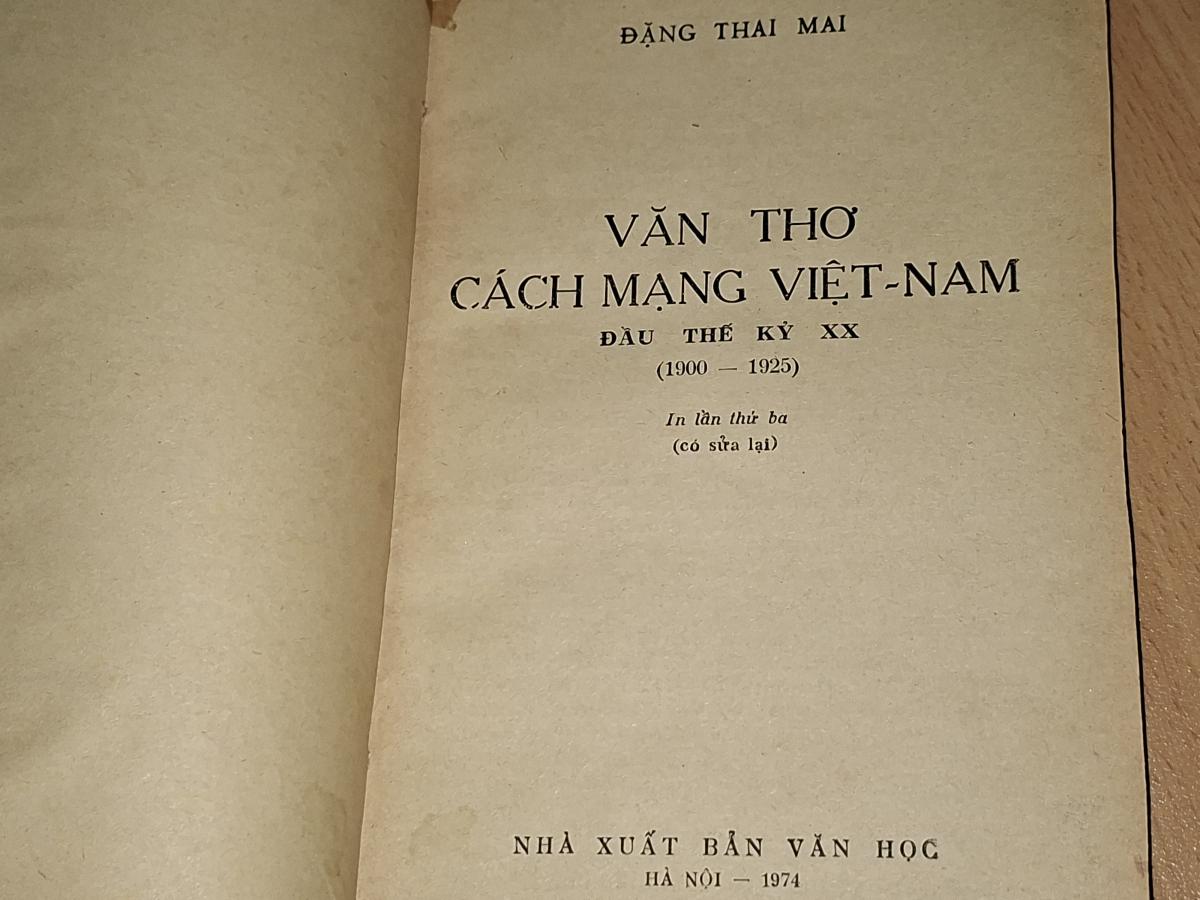 ĐẶNG THAI MAI
VĂN THƠ
CÁCH MẠNG VIỆT-NAM
ĐẦU THẾ KỶ XX
(1900 — 1925)
In lần thứ ba
(có sửa lại)
NHÀ XUẤT BẢN VĂN HỌC
HÀ NỘI — 1974